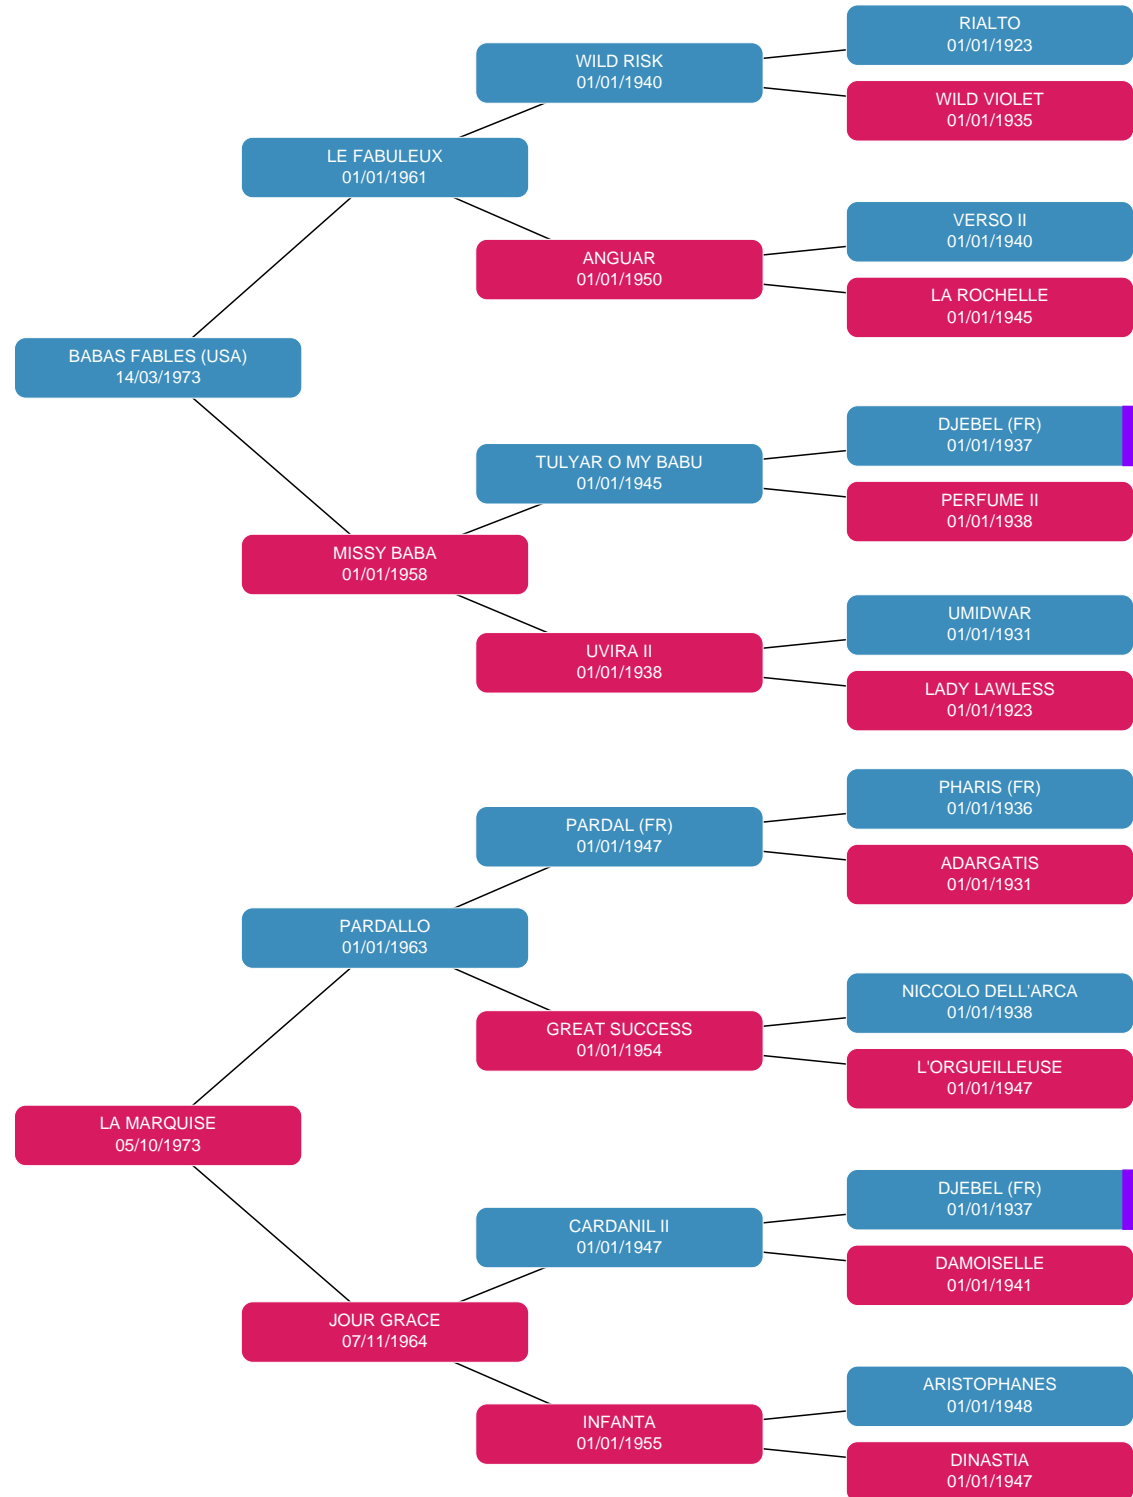 RIALTO
01/01/1923
WILD RISK
01/01/1940
WILD VIOLET
01/01/1935
LE FABULEUX
01/01/1961
VERSO II
01/01/1940
ANGUAR
01/01/1950
LA ROCHELLE
01/01/1945
BABAS FABLES (USA)
14/03/1973
DJEBEL (FR)
01/01/1937
TULYAR O MY BABU
01/01/1945
PERFUME II
01/01/1938
MISSY BABA
01/01/1958
UMIDWAR
01/01/1931
UVIRA II
01/01/1938
LADY LAWLESS
01/01/1923
PHARIS (FR)
01/01/1936
PARDAL (FR)
01/01/1947
ADARGATIS
01/01/1931
PARDALLO
01/01/1963
NICCOLO DELL'ARCA
01/01/1938
GREAT SUCCESS
01/01/1954
L'ORGUEILLEUSE
01/01/1947
LA MARQUISE
05/10/1973
DJEBEL (FR)
01/01/1937
CARDANIL II
01/01/1947
DAMOISELLE
01/01/1941
JOUR GRACE
07/11/1964
ARISTOPHANES
01/01/1948
INFANTA
01/01/1955
DINASTIA
01/01/1947